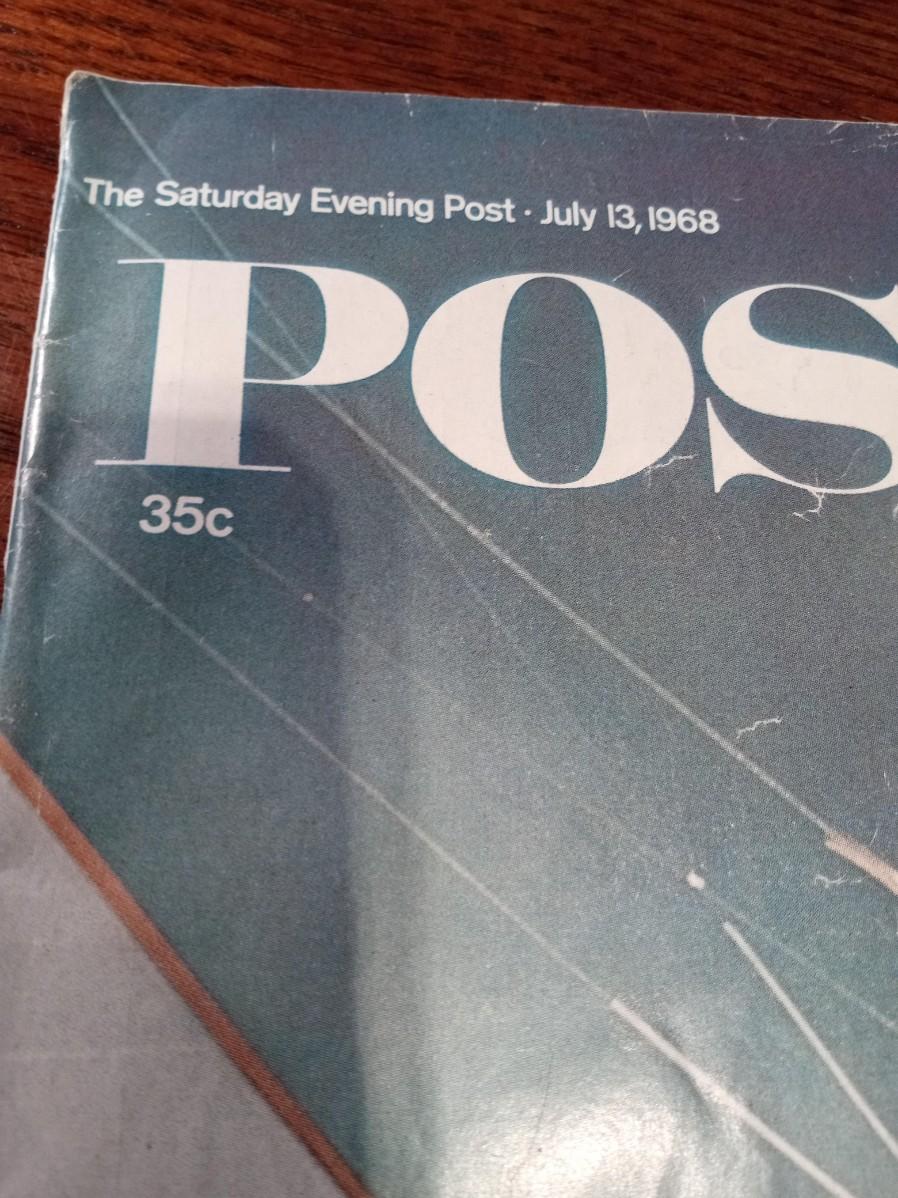 The Saturday Evening Post · July 13, 1968
POS
35c